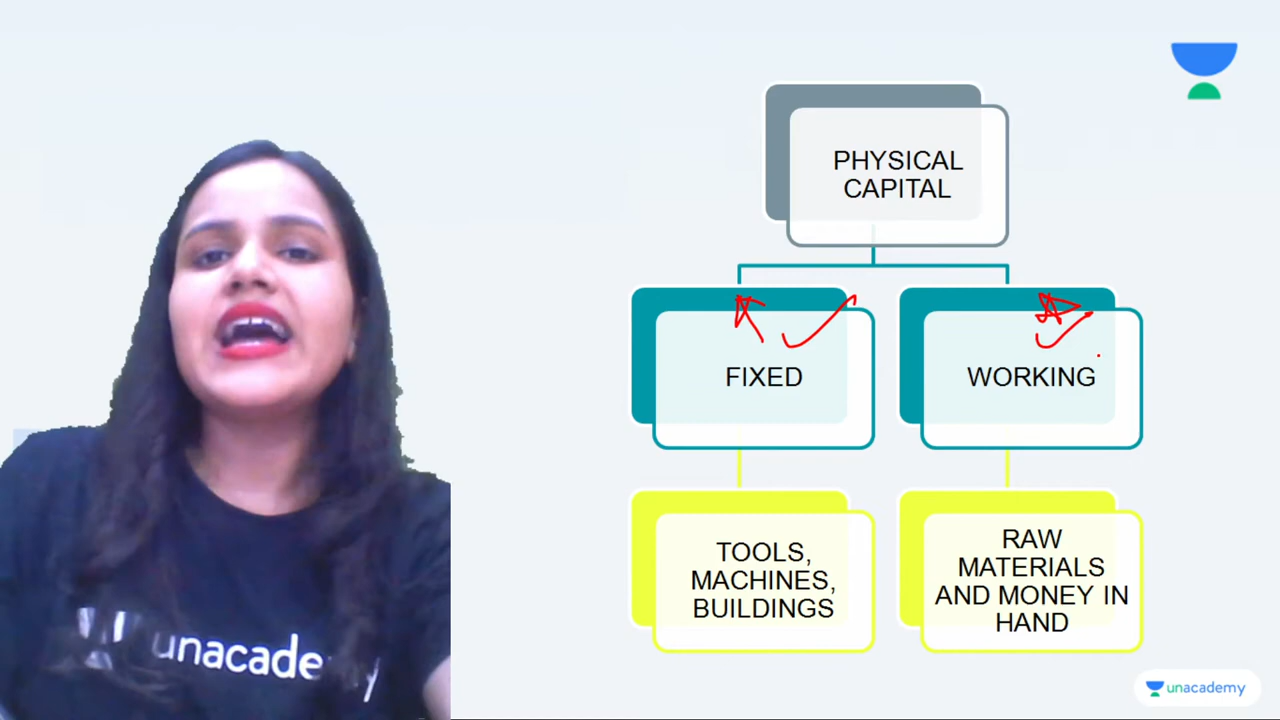 PHYSICAL
CAPITAL
FIXED
WORKING
TOOLS,
MACHINES,
BUILDINGS
RAW
MATERIALS
AND MONEY IN
HAND
unacademy
unacademy